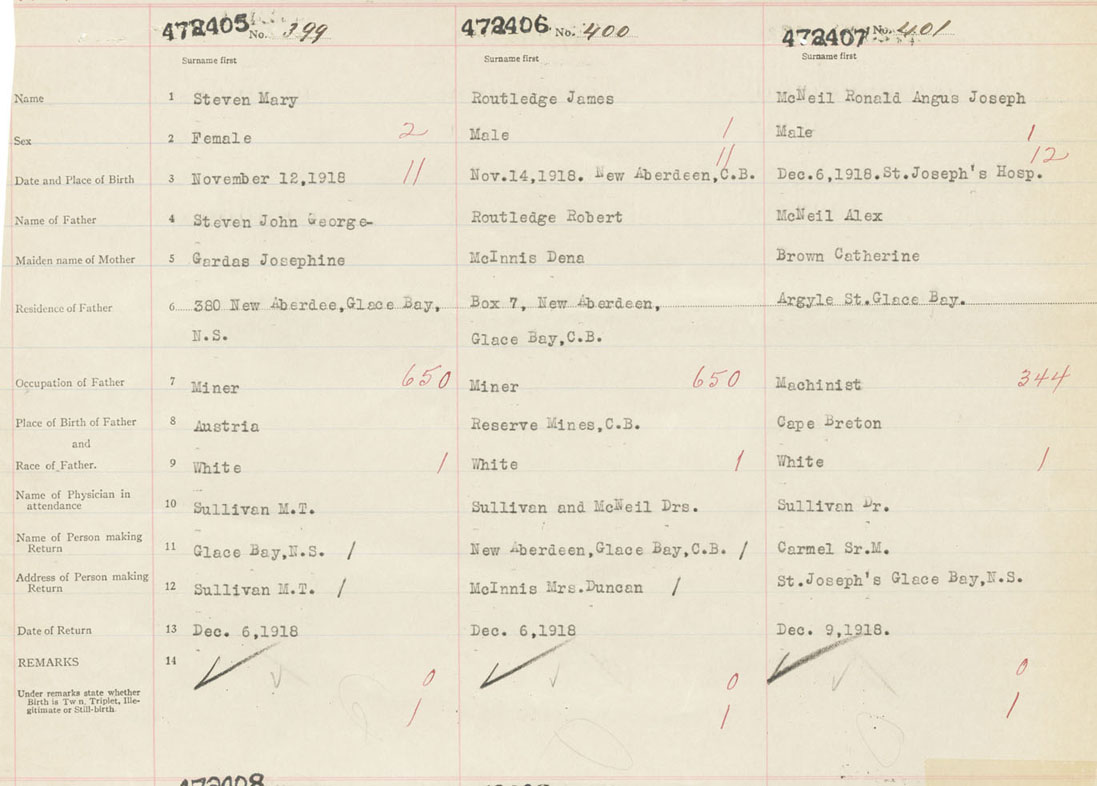 472405 No. 399 472406 No. 400 472407 No. 401
Surname first Surname first Surname first
Name 1 Steven Mary Routledge James McNeil Ronald Angus Joseph
Sex 2 Female 2 Male 1 Male 1
Date and Place of Birth 3 November 12,1918 11 Nov.14,1918. New Aberdeen,C.B. 11 Dec.6,1918.St.Joseph's Hosp. 12
Name of Father 4 Steven John George- Routledge Robert McNeil Alex
Maiden name of Mother 5 Gardas Josephine McInnis Dena Brown Catherine
Residence of Father 6 380 New Aberdee,Glace Bay, Box 7, New Aberdeen, Argyle St.Glace Bay.
N.S. Glace Bay,C.B.
Occupation of Father 7 Miner 650 Miner 650 Machinist 344
Place of Birth of Father 8 Austria Reserve Mines,C.B. Cape Breton
and
Race of Father. 9 White 1 White 1 White 1
Name of Physician in
attendance 10 Sullivan M.T. Sullivan and McNeil Drs. Sullivan Dr.
Name of Person making
Return 11 Glace Bay,N.S. / New Aberdeen,Glace Bay,C.B. / Carmel Sr.M.
Address of Person making
Return 12 Sullivan M.T. / McInnis Mrs.Duncan / St.Joseph's Glace Bay,N.S.
Date of Return 13 Dec. 6,1918 Dec. 6,1918 Dec. 9,1918.
REMARKS 14
0 0 0
Under remarks state whether
Birth is Twn, Triplet, Ille-
gitimate or Still-birth.
1 1 1
472408